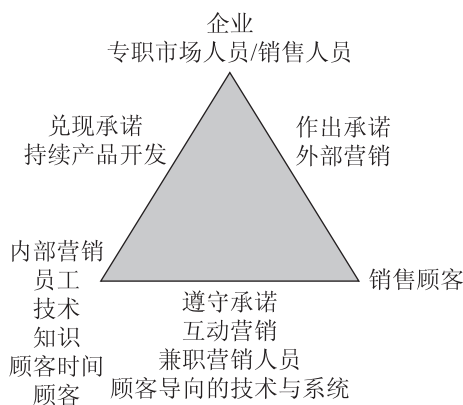 企业
专职市场人员/销售人员
兑现承诺
持续产品开发
作出承诺
外部营销
内部营销
员工
技术
知识
顾客时间
顾客
销售顾客
遵守承诺
互动营销
兼职营销人员
顾客导向的技术与系统